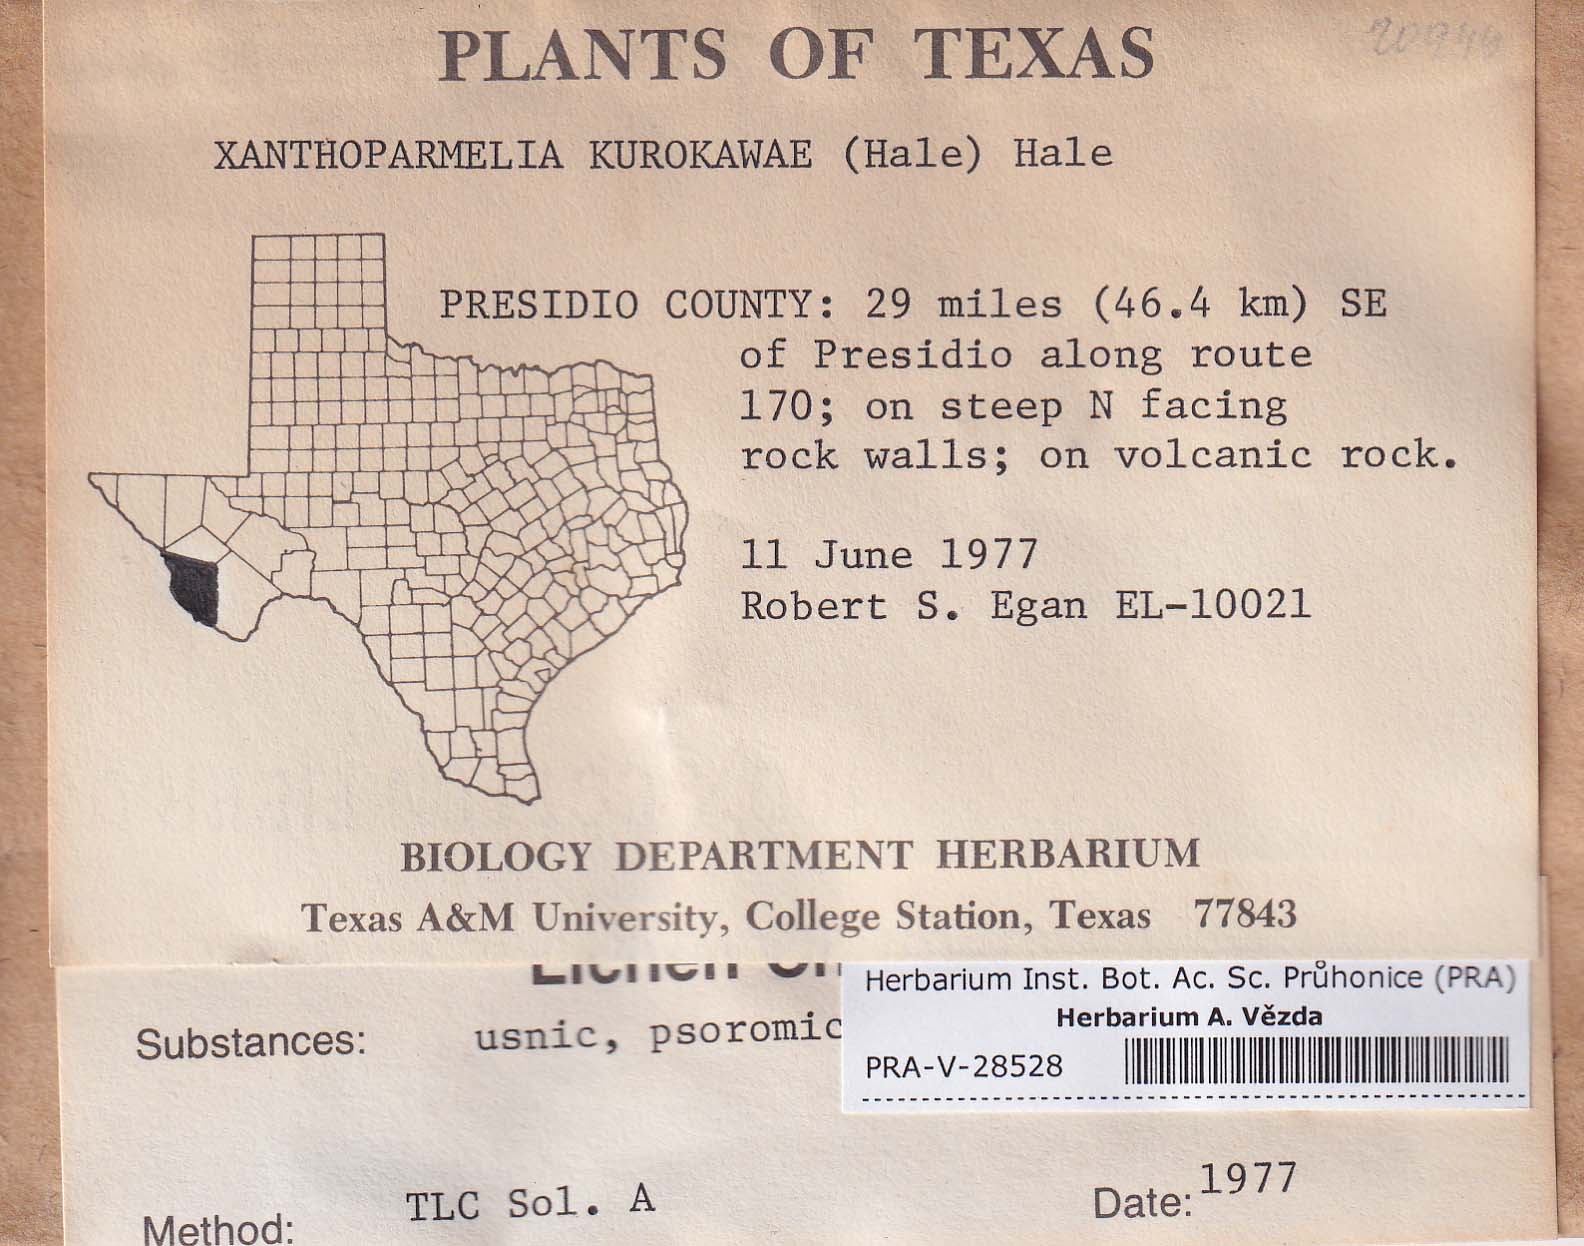 PLANTS OF TEXAS
XANTHOPARMELIA KUROKAWAE (Hale) Hale
PRESIDIO COUNTY: 29 miles (46.4 km) SE
of Presidio along route
170; on steep N facing
rock walls; on volcanic rock.
11 June 1977
Robert S. Egan EL-10021
BIOLOGY DEPARTMENT HERBARIUM
Texas A&M University, College Station, Texas 77843
Herbarium Inst. Bot. Ac. Sc. Průhonice (PRA)
Herbarium A. Vězda
PRA-V-28528
Substances: usnic, psoromic
Method: TLC Sol. A Date: 1977